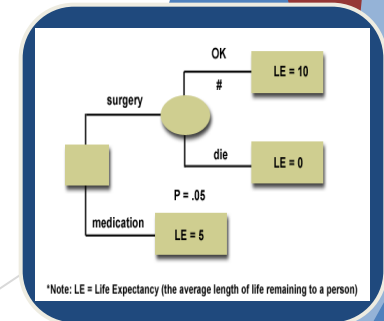 OK
LE = 10
#
surgery
die
LE = 0
P = .05
medication
LE = 5
*Note: LE = Life Expectancy (the average length of life remaining to a person)